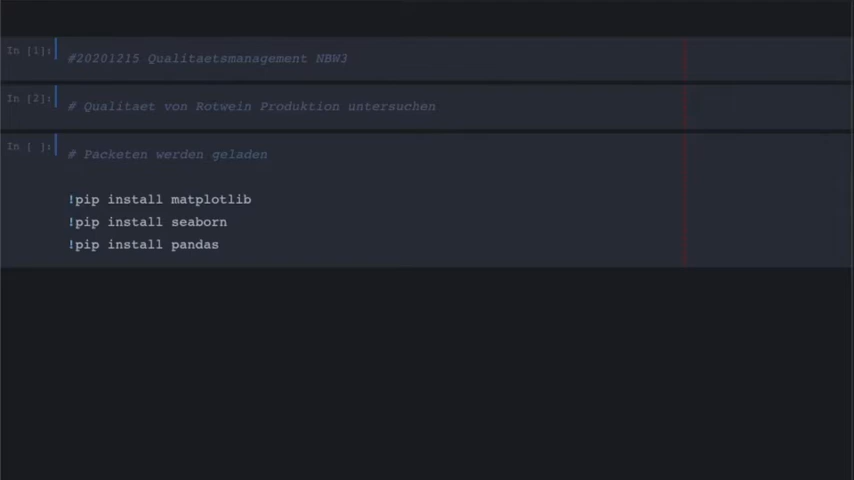 In [1]: #20201215 Qualitaetsmanagement NBW3
In [2]: # Qualitaet von Rotwein Produktion untersuchen
In [ ]: # Packeten werden geladen
!pip install matplotlib
!pip install seaborn
!pip install pandas